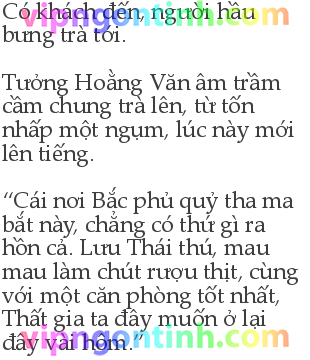 Có khách đến, người hầu
bưng trà tới.
Tưởng Hoằng Văn âm trầm
cầm chung trà lên, từ tốn
nhấp một ngụm, lúc này mới
lên tiếng.
“Cái nơi Bắc phủ quỷ tha ma
bắt này, chẳng có thứ gì ra
hồn cả. Lưu Thái thú, mau
mau làm chút rượu thịt, cùng
với một căn phòng tốt nhất,
Thất gia ta đây muốn ở lại
đây vài hôm.”
vipngontinh.com
vipngontinh.com